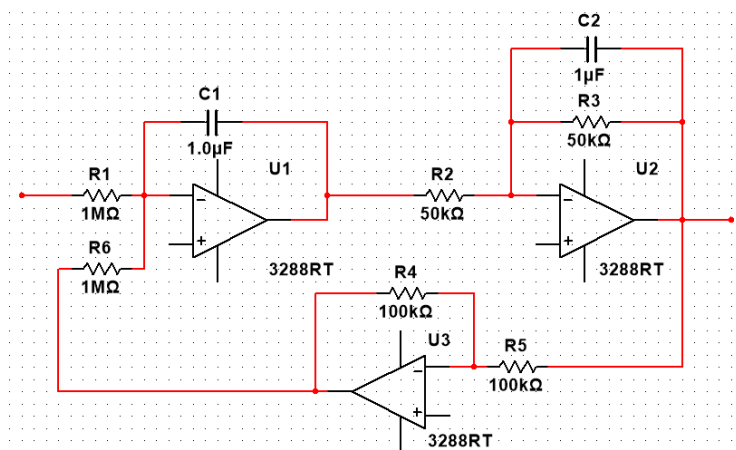 C2
1µF
C1
R3
1.0µF
50kΩ
U1
U2
R1
R2
−
−
1MΩ
50kΩ
+
+
R6
3288RT
3288RT
1MΩ
R4
100kΩ
U3
R5
−
100kΩ
+
3288RT